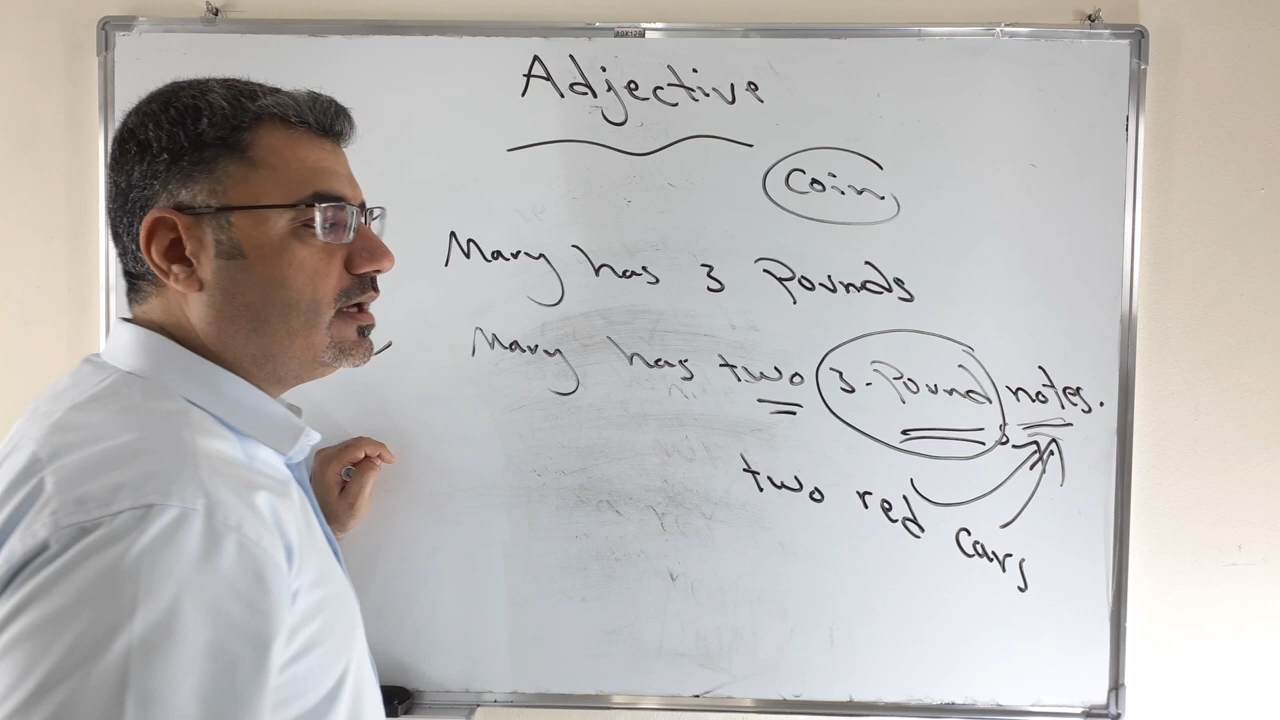 Adjective
Coin
Mary has 3 Pounds
Mary has two 3-Pound notes.
s
two red cars